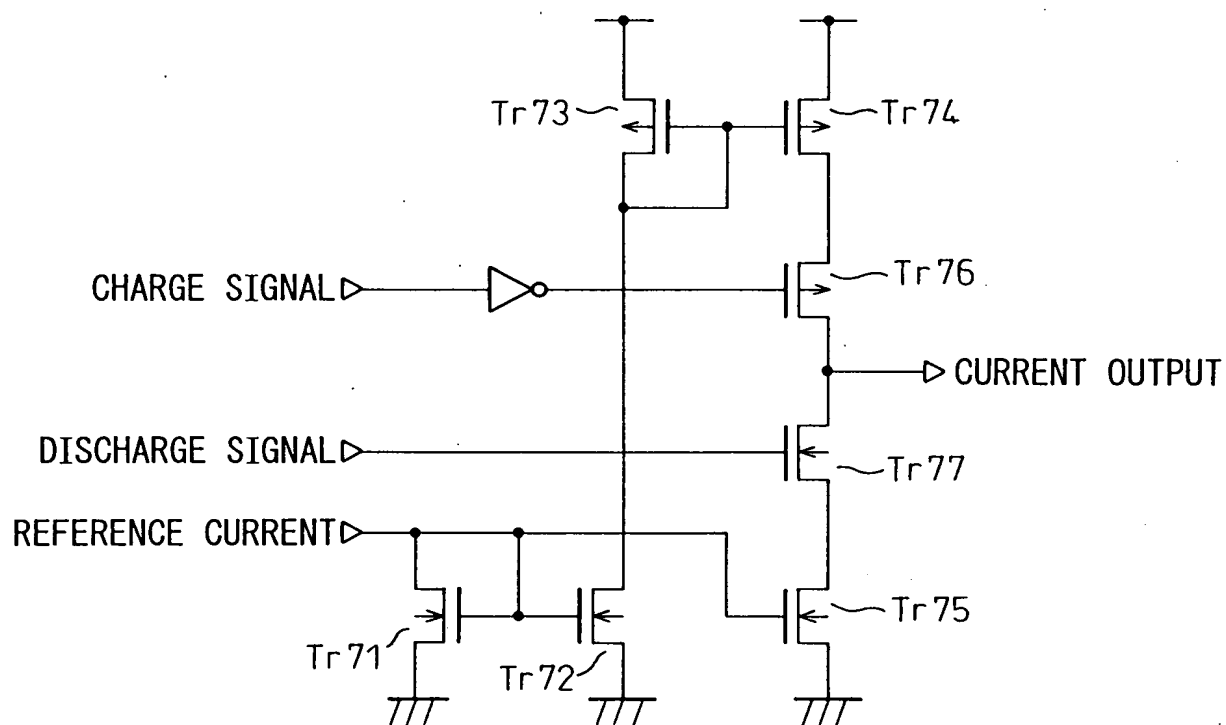 Tr73
Tr74
CHARGE SIGNAL
Tr76
CURRENT OUTPUT
DISCHARGE SIGNAL
Tr77
REFERENCE CURRENT
Tr71
Tr72
Tr75